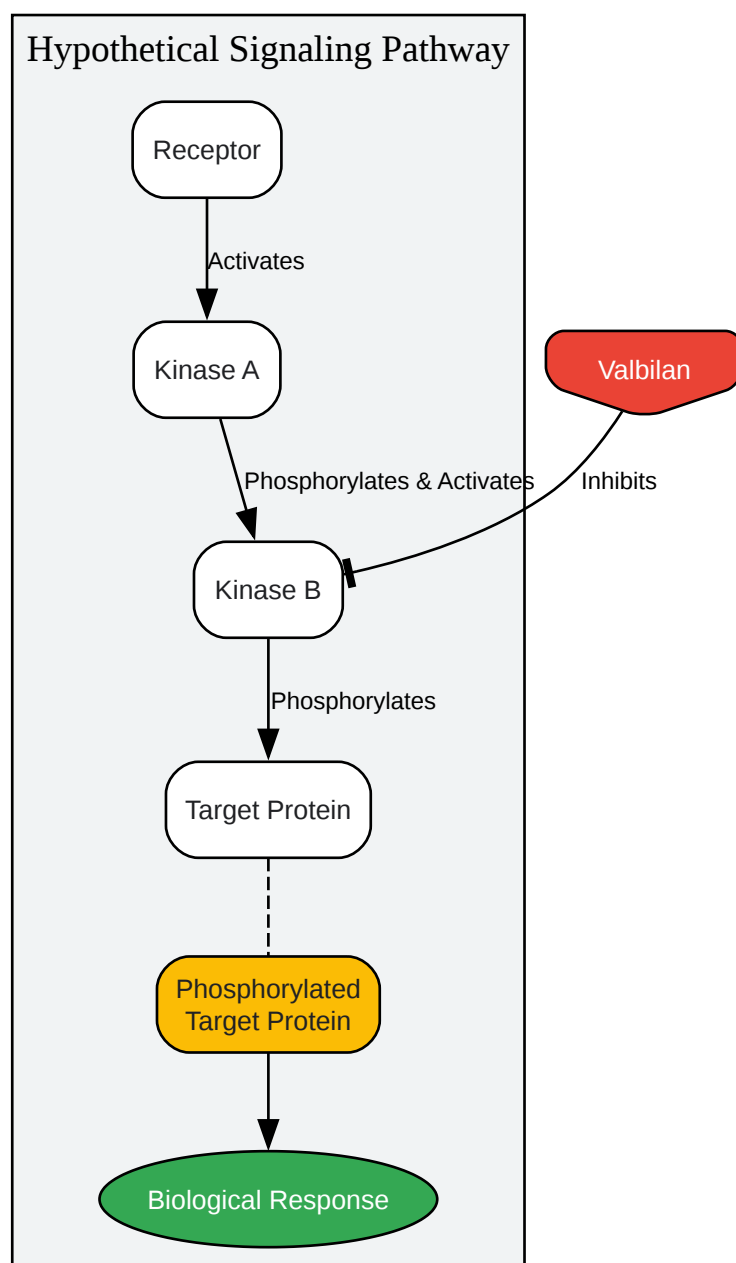 Hypothetical Signaling Pathway
Receptor
Activates
Kinase A
Valbilan
Phosphorylates & Activates
Inhibits
Kinase B
Phosphorylates
Target Protein
Phosphorylated
Target Protein
Biological Response